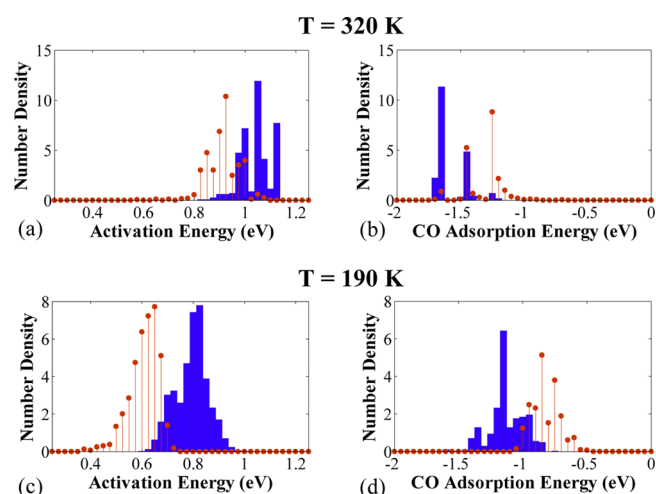 T = 320 K
15
10
5
0
Number Density
0.4 0.6 0.8 1 1.2
(a) Activation Energy (eV)
15
10
5
0
Number Density
-2 -1.5 -1 -0.5 0
(b) CO Adsorption Energy (eV)
T = 190 K
8
6
4
2
0
Number Density
0.4 0.6 0.8 1 1.2
(c) Activation Energy (eV)
8
6
4
2
0
Number Density
-2 -1.5 -1 -0.5 0
(d) CO Adsorption Energy (eV)